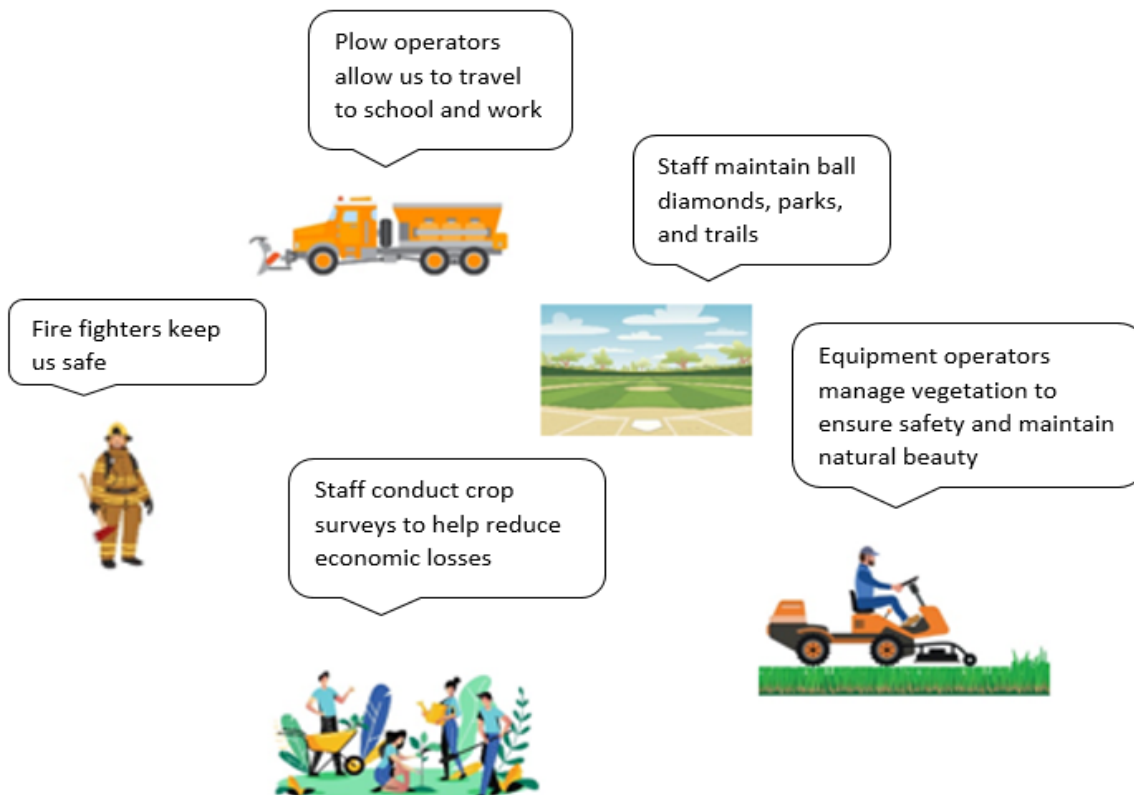 Plow operators
allow us to travel
to school and work
Staff maintain ball
diamonds, parks,
and trails
Fire fighters keep
us safe
Equipment operators
manage vegetation to
ensure safety and maintain
natural beauty
Staff conduct crop
surveys to help reduce
economic losses